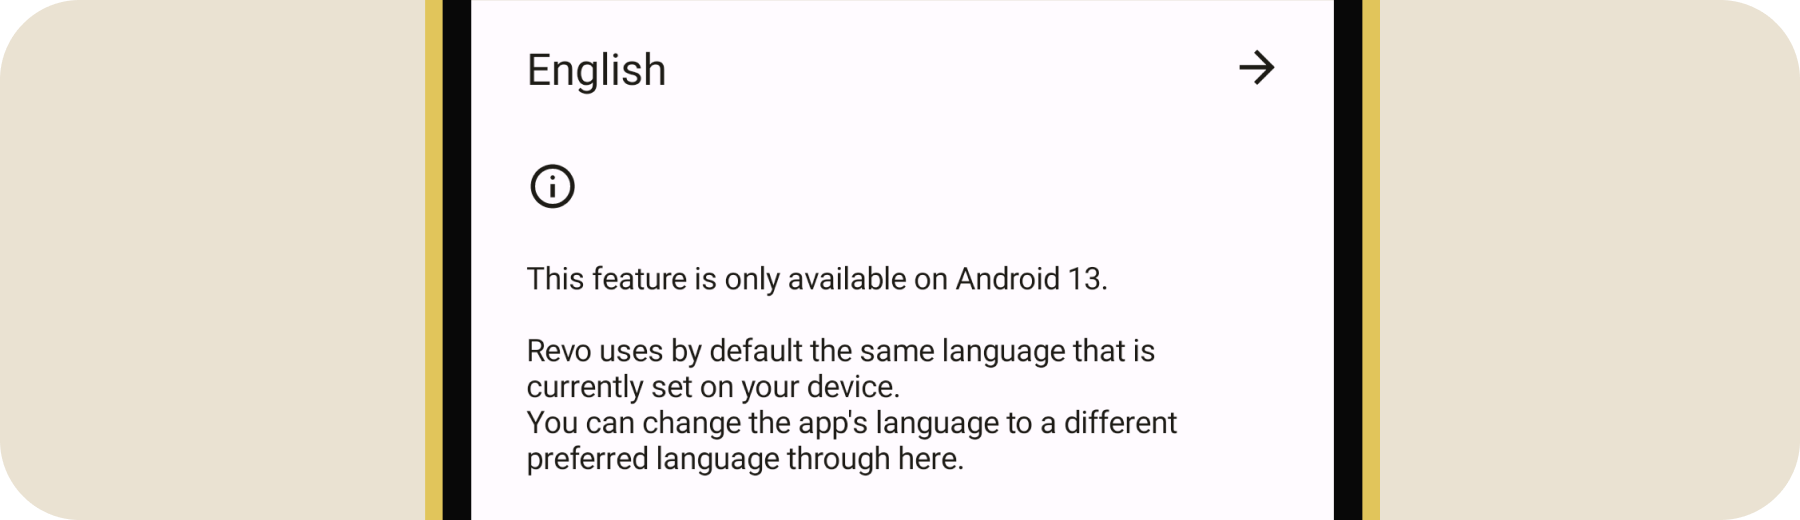 English
This feature is only available on Android 13.
Revo uses by default the same language that is
currently set on your device.
You can change the app's language to a different
preferred language through here.